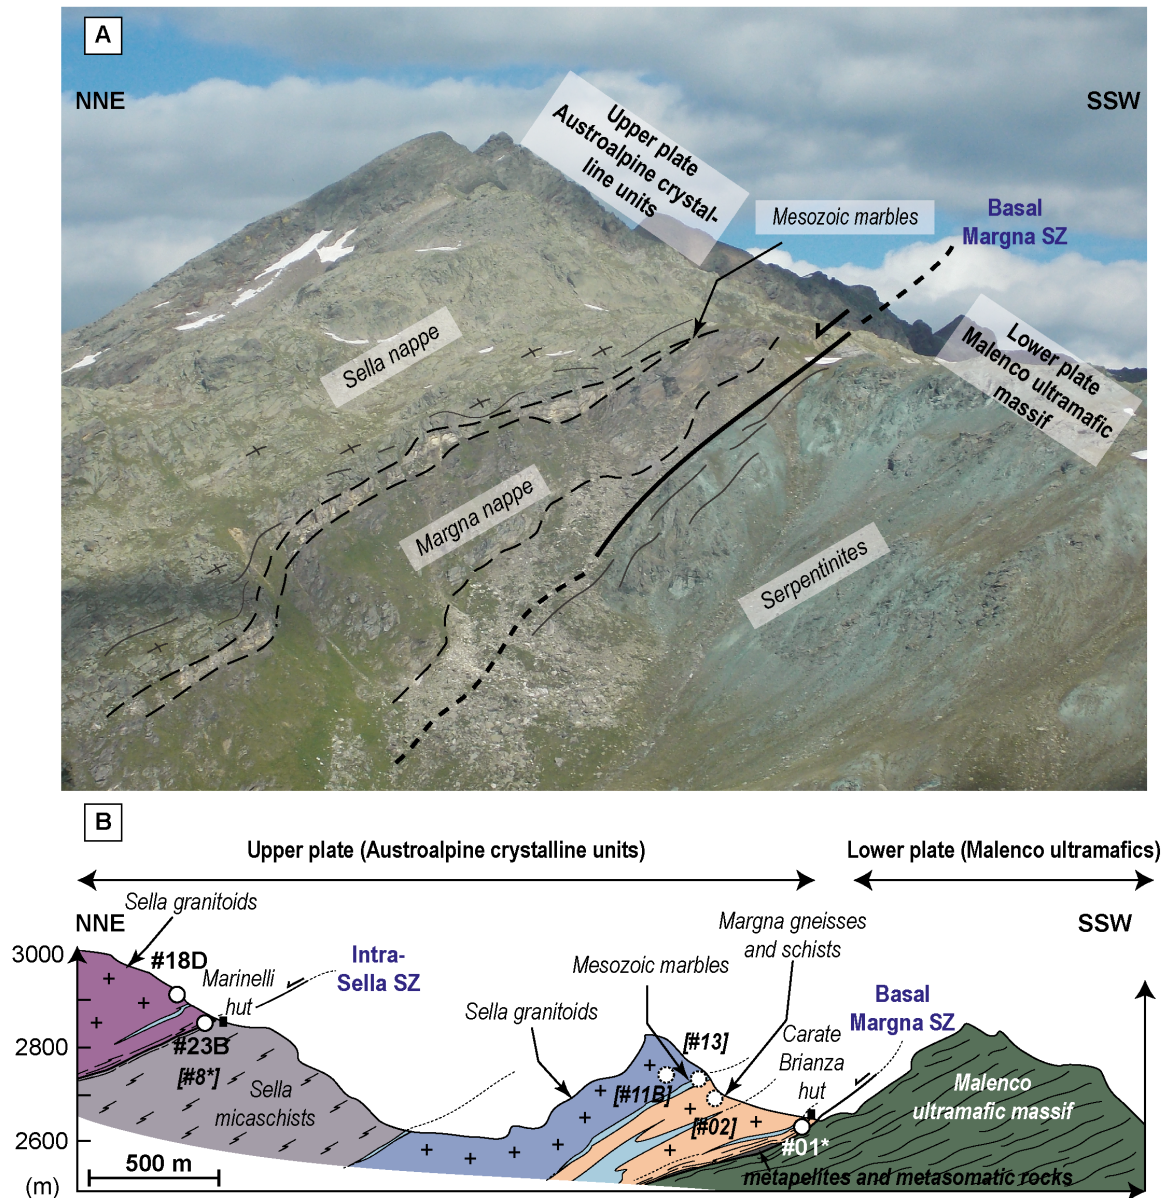 A
NNE
SSW
Upper plate
Austroalpine crystal-
line units
Mesozoic marbles
Basal
Margna SZ
Sella nappe
Lower plate
Malenco ultramafic
massif
Margna nappe
Serpentinites
B
Upper plate (Austroalpine crystalline units)
Lower plate (Malenco ultramafics)
Sella granitoids
NNE
SSW
Margna gneisses
and schists
3000
#18D
Intra-
Sella SZ
Mesozoic marbles
Marinelli
hut
Sella granitoids
Basal
Margna SZ
[#13]
Carate
Brianza
hut
2800
#23B
[#8*]
Sella
micaschists
[#11B]
[#02]
Malenco
ultramafic massif
2600
#01*
500 m
metapelites and metasomatic rocks
(m)